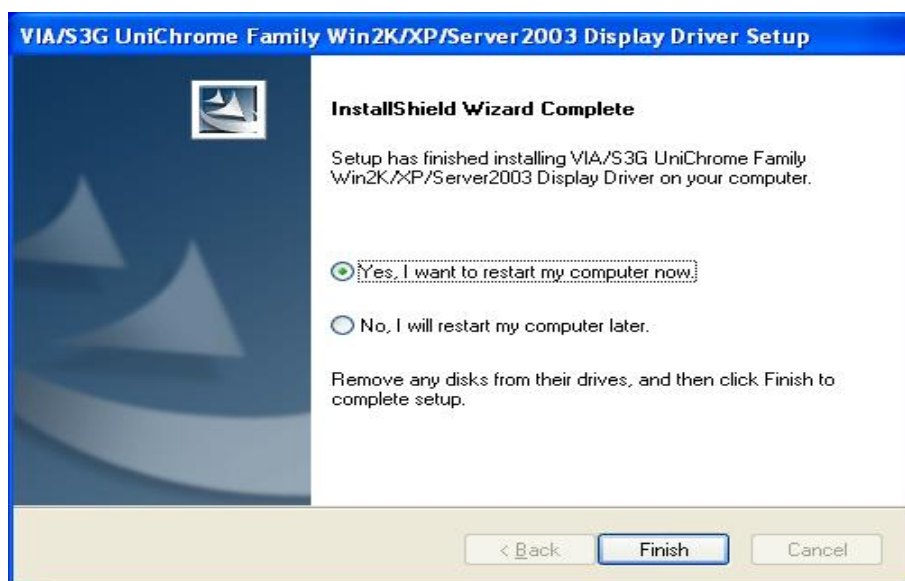 VIA/S3G UniChrome Family Win2K/XP/Server2003 Display Driver Setup
InstallShield Wizard Complete
Setup has finished installing VIA/S3G UniChrome Family
Win2K/XP/Server2003 Display Driver on your computer.
Yes, I want to restart my computer now.
No, I will restart my computer later.
Remove any disks from their drives, and then click Finish to
complete setup.
< Back Finish Cancel